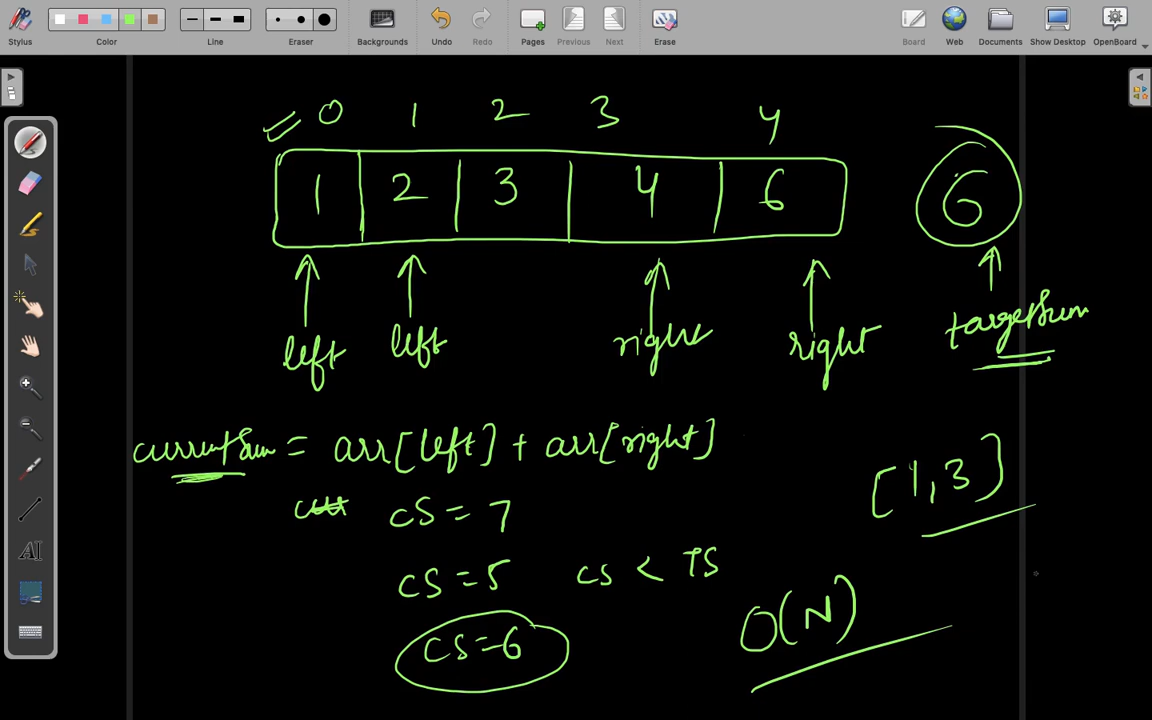 Stylus Color Line Eraser Backgrounds Undo Redo Pages Previous Next Erase Board Web Documents Show Desktop OpenBoard
0 1 2 3 4
1 2 3 4 6 6
left left right right targetSum
currentSum = arr[left] + arr[right]
[1,3]
CS = 7
CS = 5 CS < TS
O(N)
CS = 6